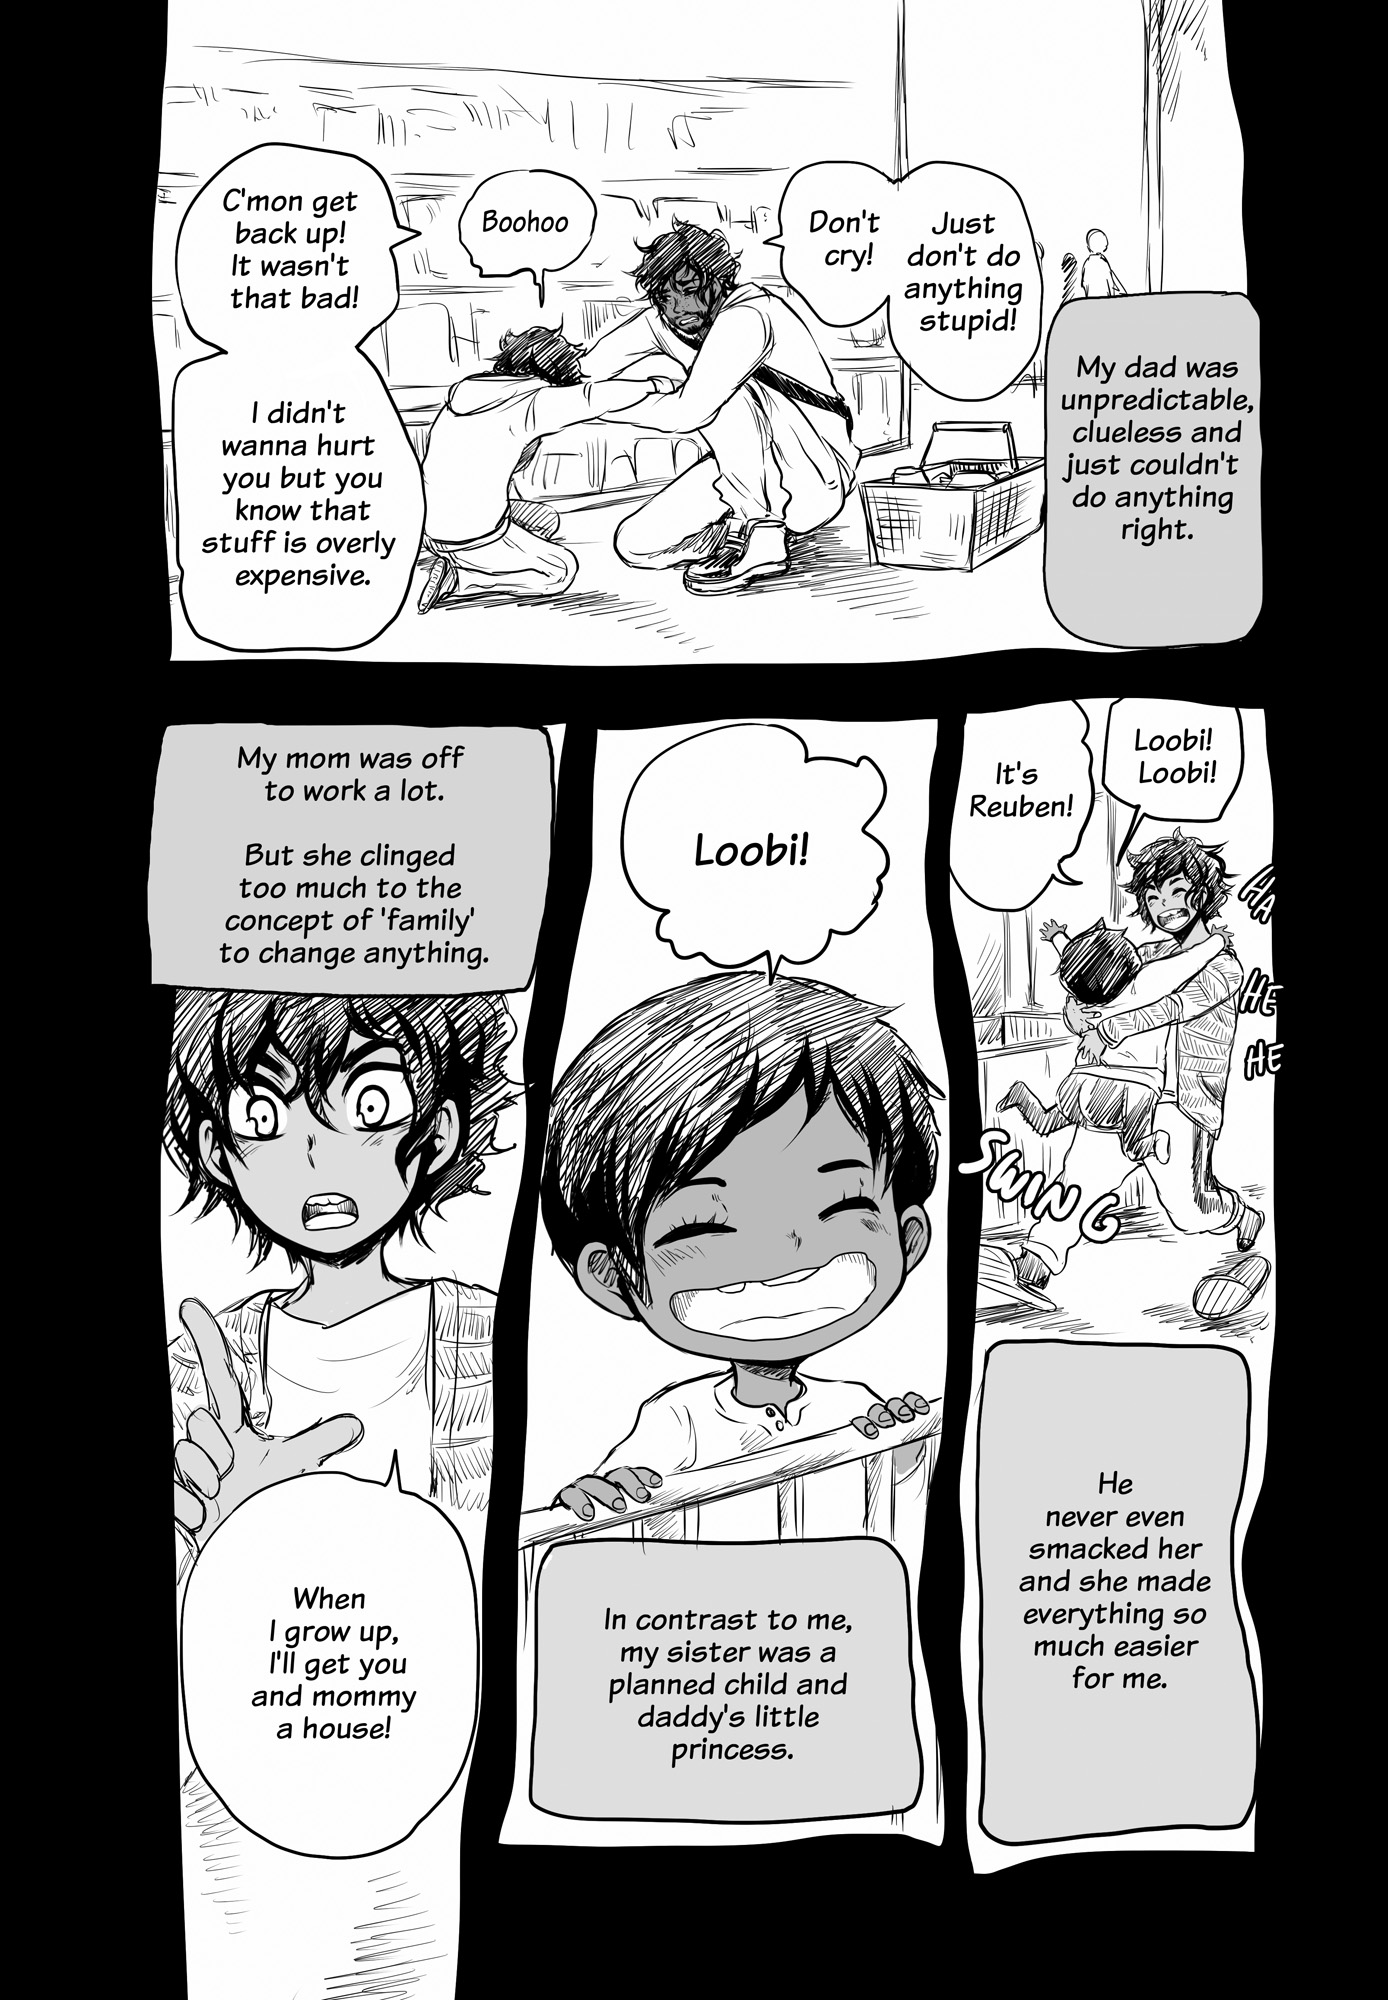 C'mon get
back up!
It wasn't
that bad!
I didn't
wanna hurt
you but you
know that
stuff is overly
expensive.
Boohoo
Don't
cry!
Just
don't do
anything
stupid!
My dad was
unpredictable,
clueless and
just couldn't
do anything
right.
My mom was off
to work a lot.
But she clinged
too much to the
concept of 'family'
to change anything.
When
I grow up,
I'll get you
and mommy
a house!
Loobi!
In contrast to me,
my sister was a
planned child and
daddy's little
princess.
It's
Reuben!
Loobi!
Loobi!
HA
HE
HE
SWING
He
never even
smacked her
and she made
everything so
much easier
for me.